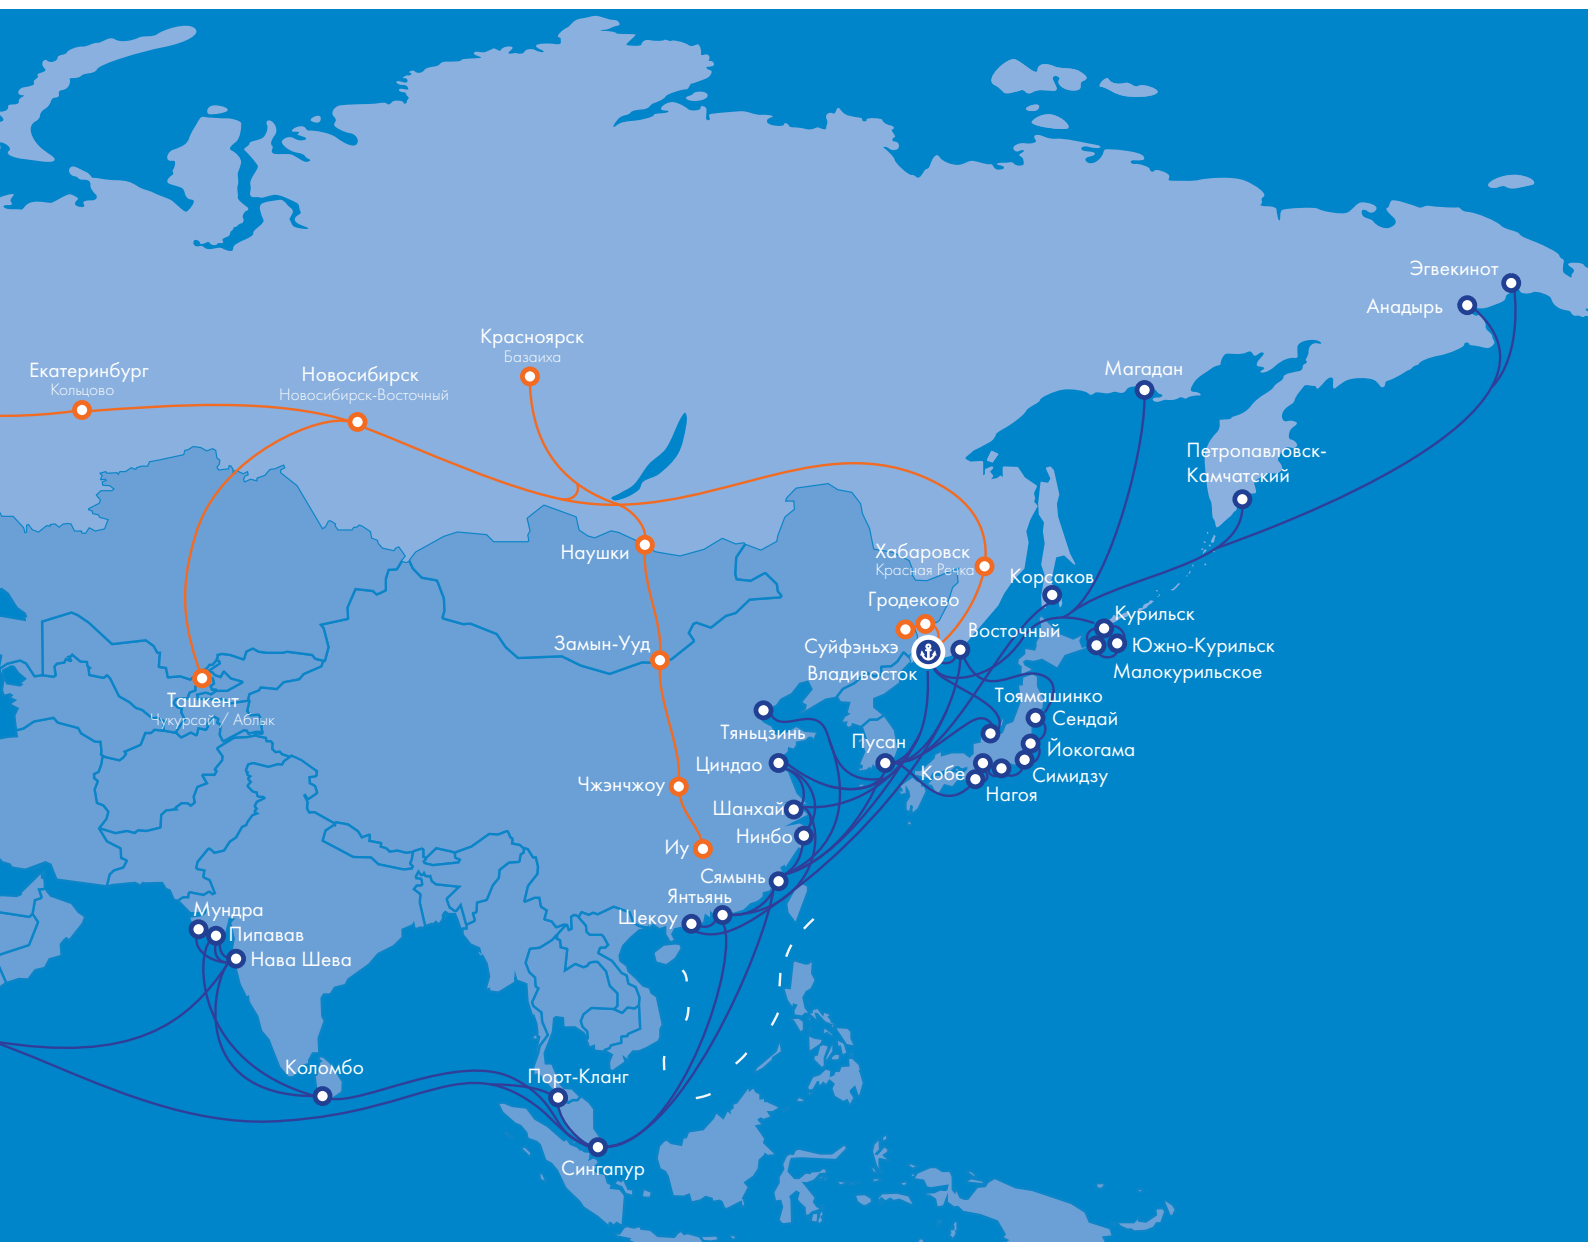 Эгвекинот
Анадырь
Красноярск
Базаиха
Магадан
Екатеринбург
Кольцово
Новосибирск
Новосибирск-Восточный
Петропавловск-
Камчатский
Наушки
Хабаровск
Красная Речка
Корсаков
Гродеково
Курильск
Восточный
Замын-Ууд
Суйфэньхэ
Южно-Курильск
Владивосток
Малокурильское
Ташкент
Чукурсай / Аблык
Тоямашинко
Сендай
Тяньцзинь
Пусан
Йокогама
Циндао
Кобе
Симидзу
Чжэнчжоу
Нагоя
Шанхай
Нинбо
Иу
Сямынь
Янтьянь
Шекоу
Мундра
Пипавав
Нава Шева
Коломбо
Порт-Кланг
Сингапур